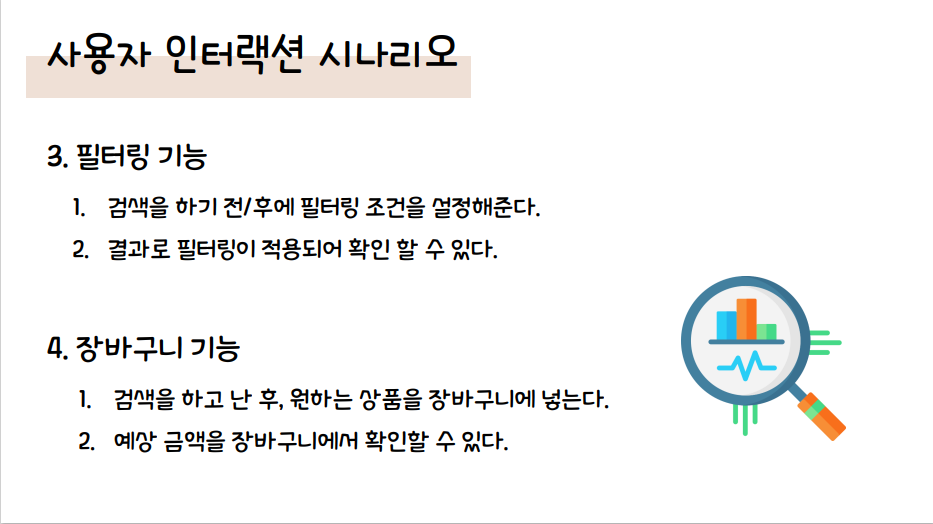 사용자 인터랙션 시나리오
3. 필터링 기능
1. 검색을 하기 전/후에 필터링 조건을 설정해준다.
2. 결과로 필터링이 적용되어 확인 할 수 있다.
4. 장바구니 기능
1. 검색을 하고 난 후, 원하는 상품을 장바구니에 넣는다.
2. 예상 금액을 장바구니에서 확인할 수 있다.